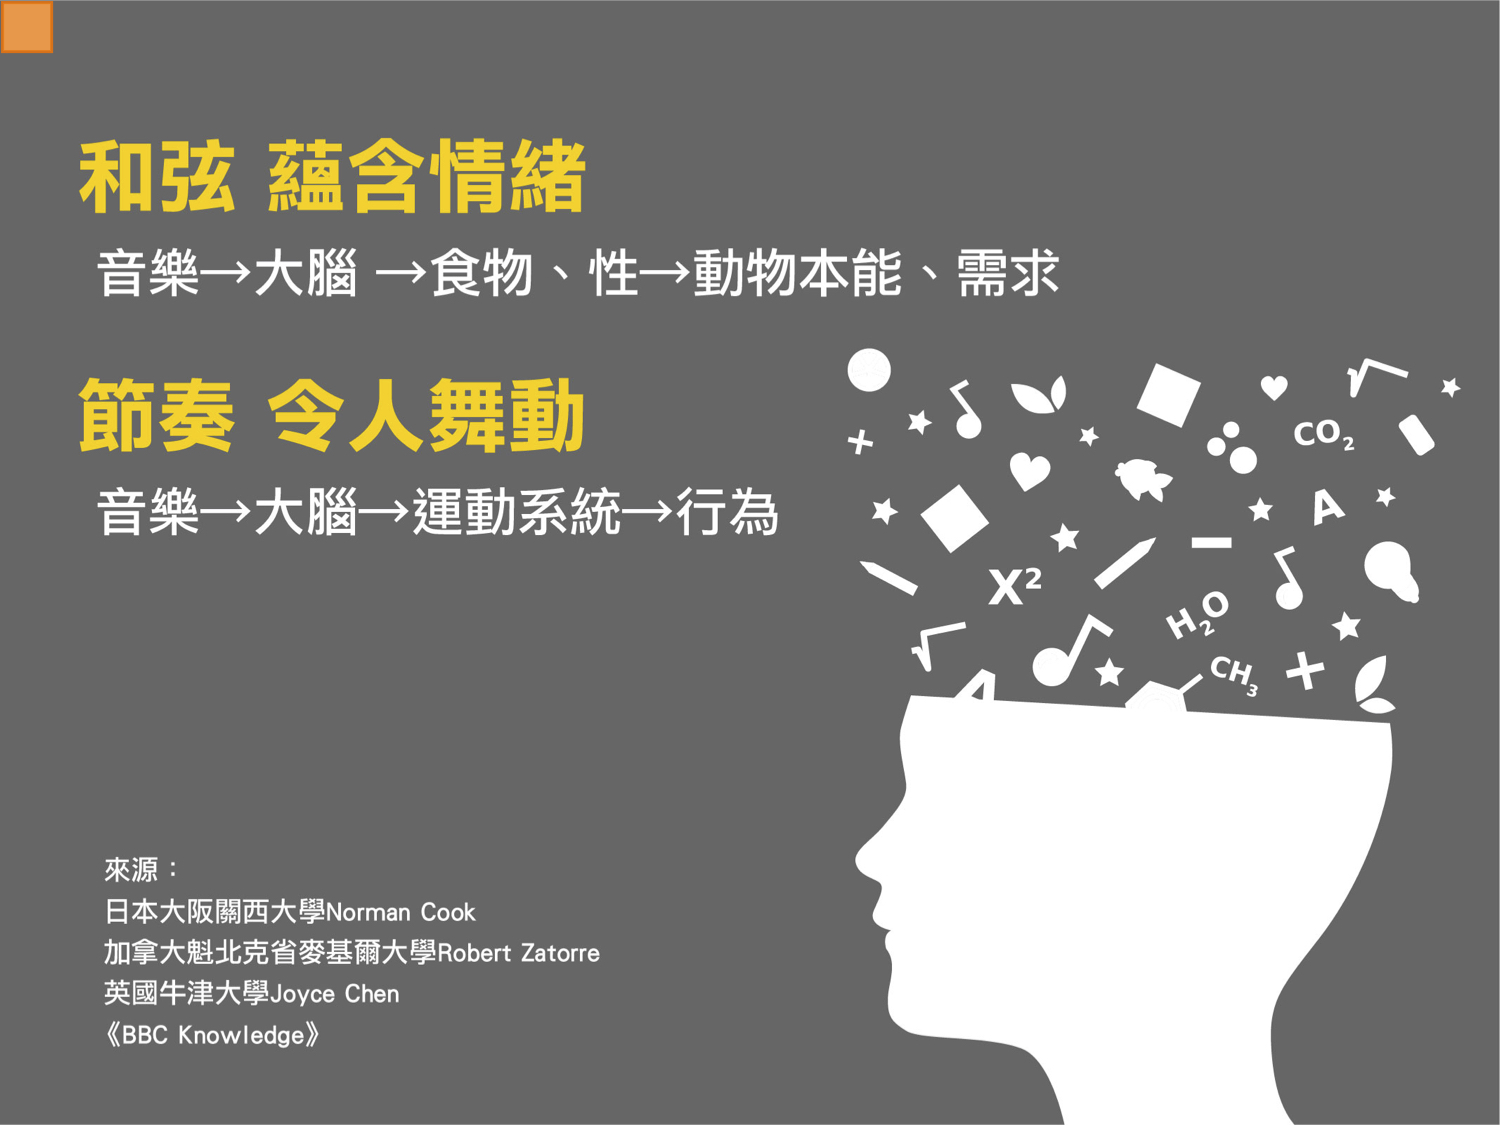 和弦 蘊含情緒
音樂→大腦 →食物、性→動物本能、需求
節奏 令人舞動
音樂→大腦→運動系統→行為
CO₂
A
X²
H₂O
CH₃
A
來源：
日本大阪關西大學Norman Cook
加拿大魁北克省麥基爾大學Robert Zatorre
英國牛津大學Joyce Chen
《BBC Knowledge》